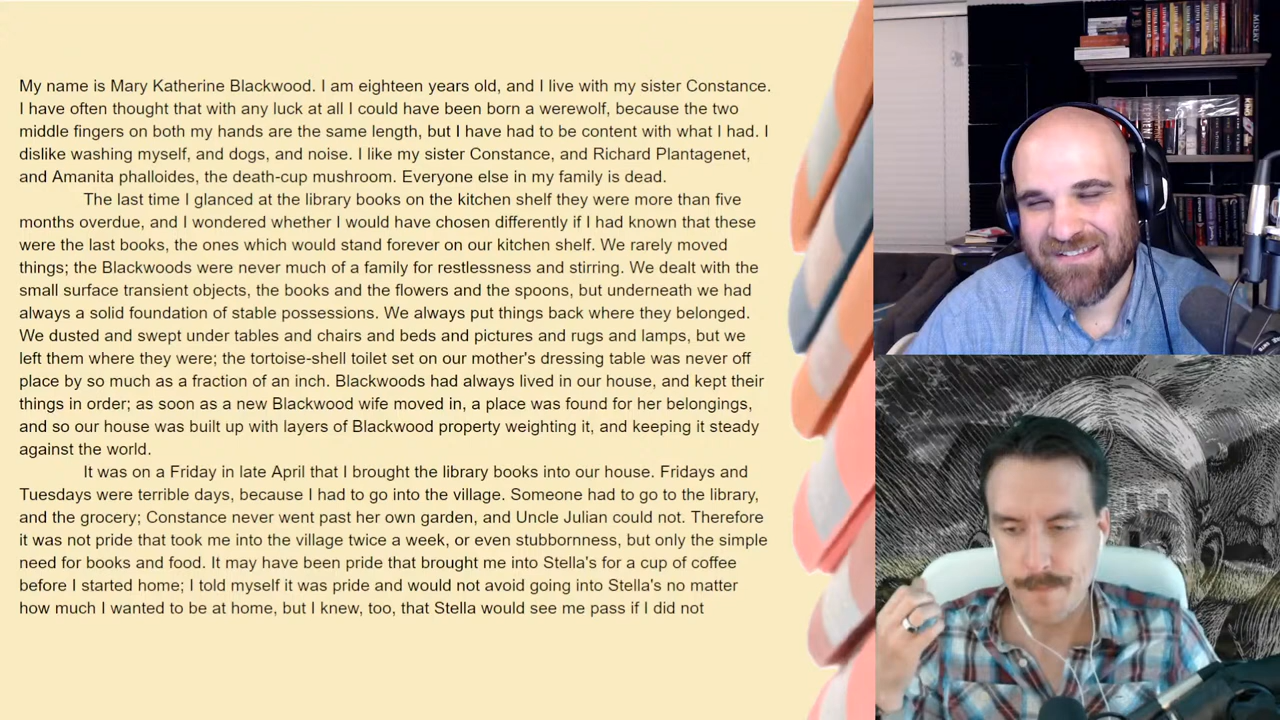 My name is Mary Katherine Blackwood. I am eighteen years old, and I live with my sister Constance.
I have often thought that with any luck at all I could have been born a werewolf, because the two
middle fingers on both my hands are the same length, but I have had to be content with what I had. I
dislike washing myself, and dogs, and noise. I like my sister Constance, and Richard Plantagenet,
and Amanita phalloides, the death-cup mushroom. Everyone else in my family is dead.
The last time I glanced at the library books on the kitchen shelf they were more than five
months overdue, and I wondered whether I would have chosen differently if I had known that these
were the last books, the ones which would stand forever on our kitchen shelf. We rarely moved
things; the Blackwoods were never much of a family for restlessness and stirring. We dealt with the
small surface transient objects, the books and the flowers and the spoons, but underneath we had
always a solid foundation of stable possessions. We always put things back where they belonged.
We dusted and swept under tables and chairs and beds and pictures and rugs and lamps, but we
left them where they were; the tortoise-shell toilet set on our mother's dressing table was never off
place by so much as a fraction of an inch. Blackwoods had always lived in our house, and kept their
things in order; as soon as a new Blackwood wife moved in, a place was found for her belongings,
and so our house was built up with layers of Blackwood property weighting it, and keeping it steady
against the world.
It was on a Friday in late April that I brought the library books into our house. Fridays and
Tuesdays were terrible days, because I had to go into the village. Someone had to go to the library,
and the grocery; Constance never went past her own garden, and Uncle Julian could not. Therefore
it was not pride that took me into the village twice a week, or even stubbornness, but only the simple
need for books and food. It may have been pride that brought me into Stella's for a cup of coffee
before I started home; I told myself it was pride and would not avoid going into Stella's no matter
how much I wanted to be at home, but I knew, too, that Stella would see me pass if I did not
MISERY